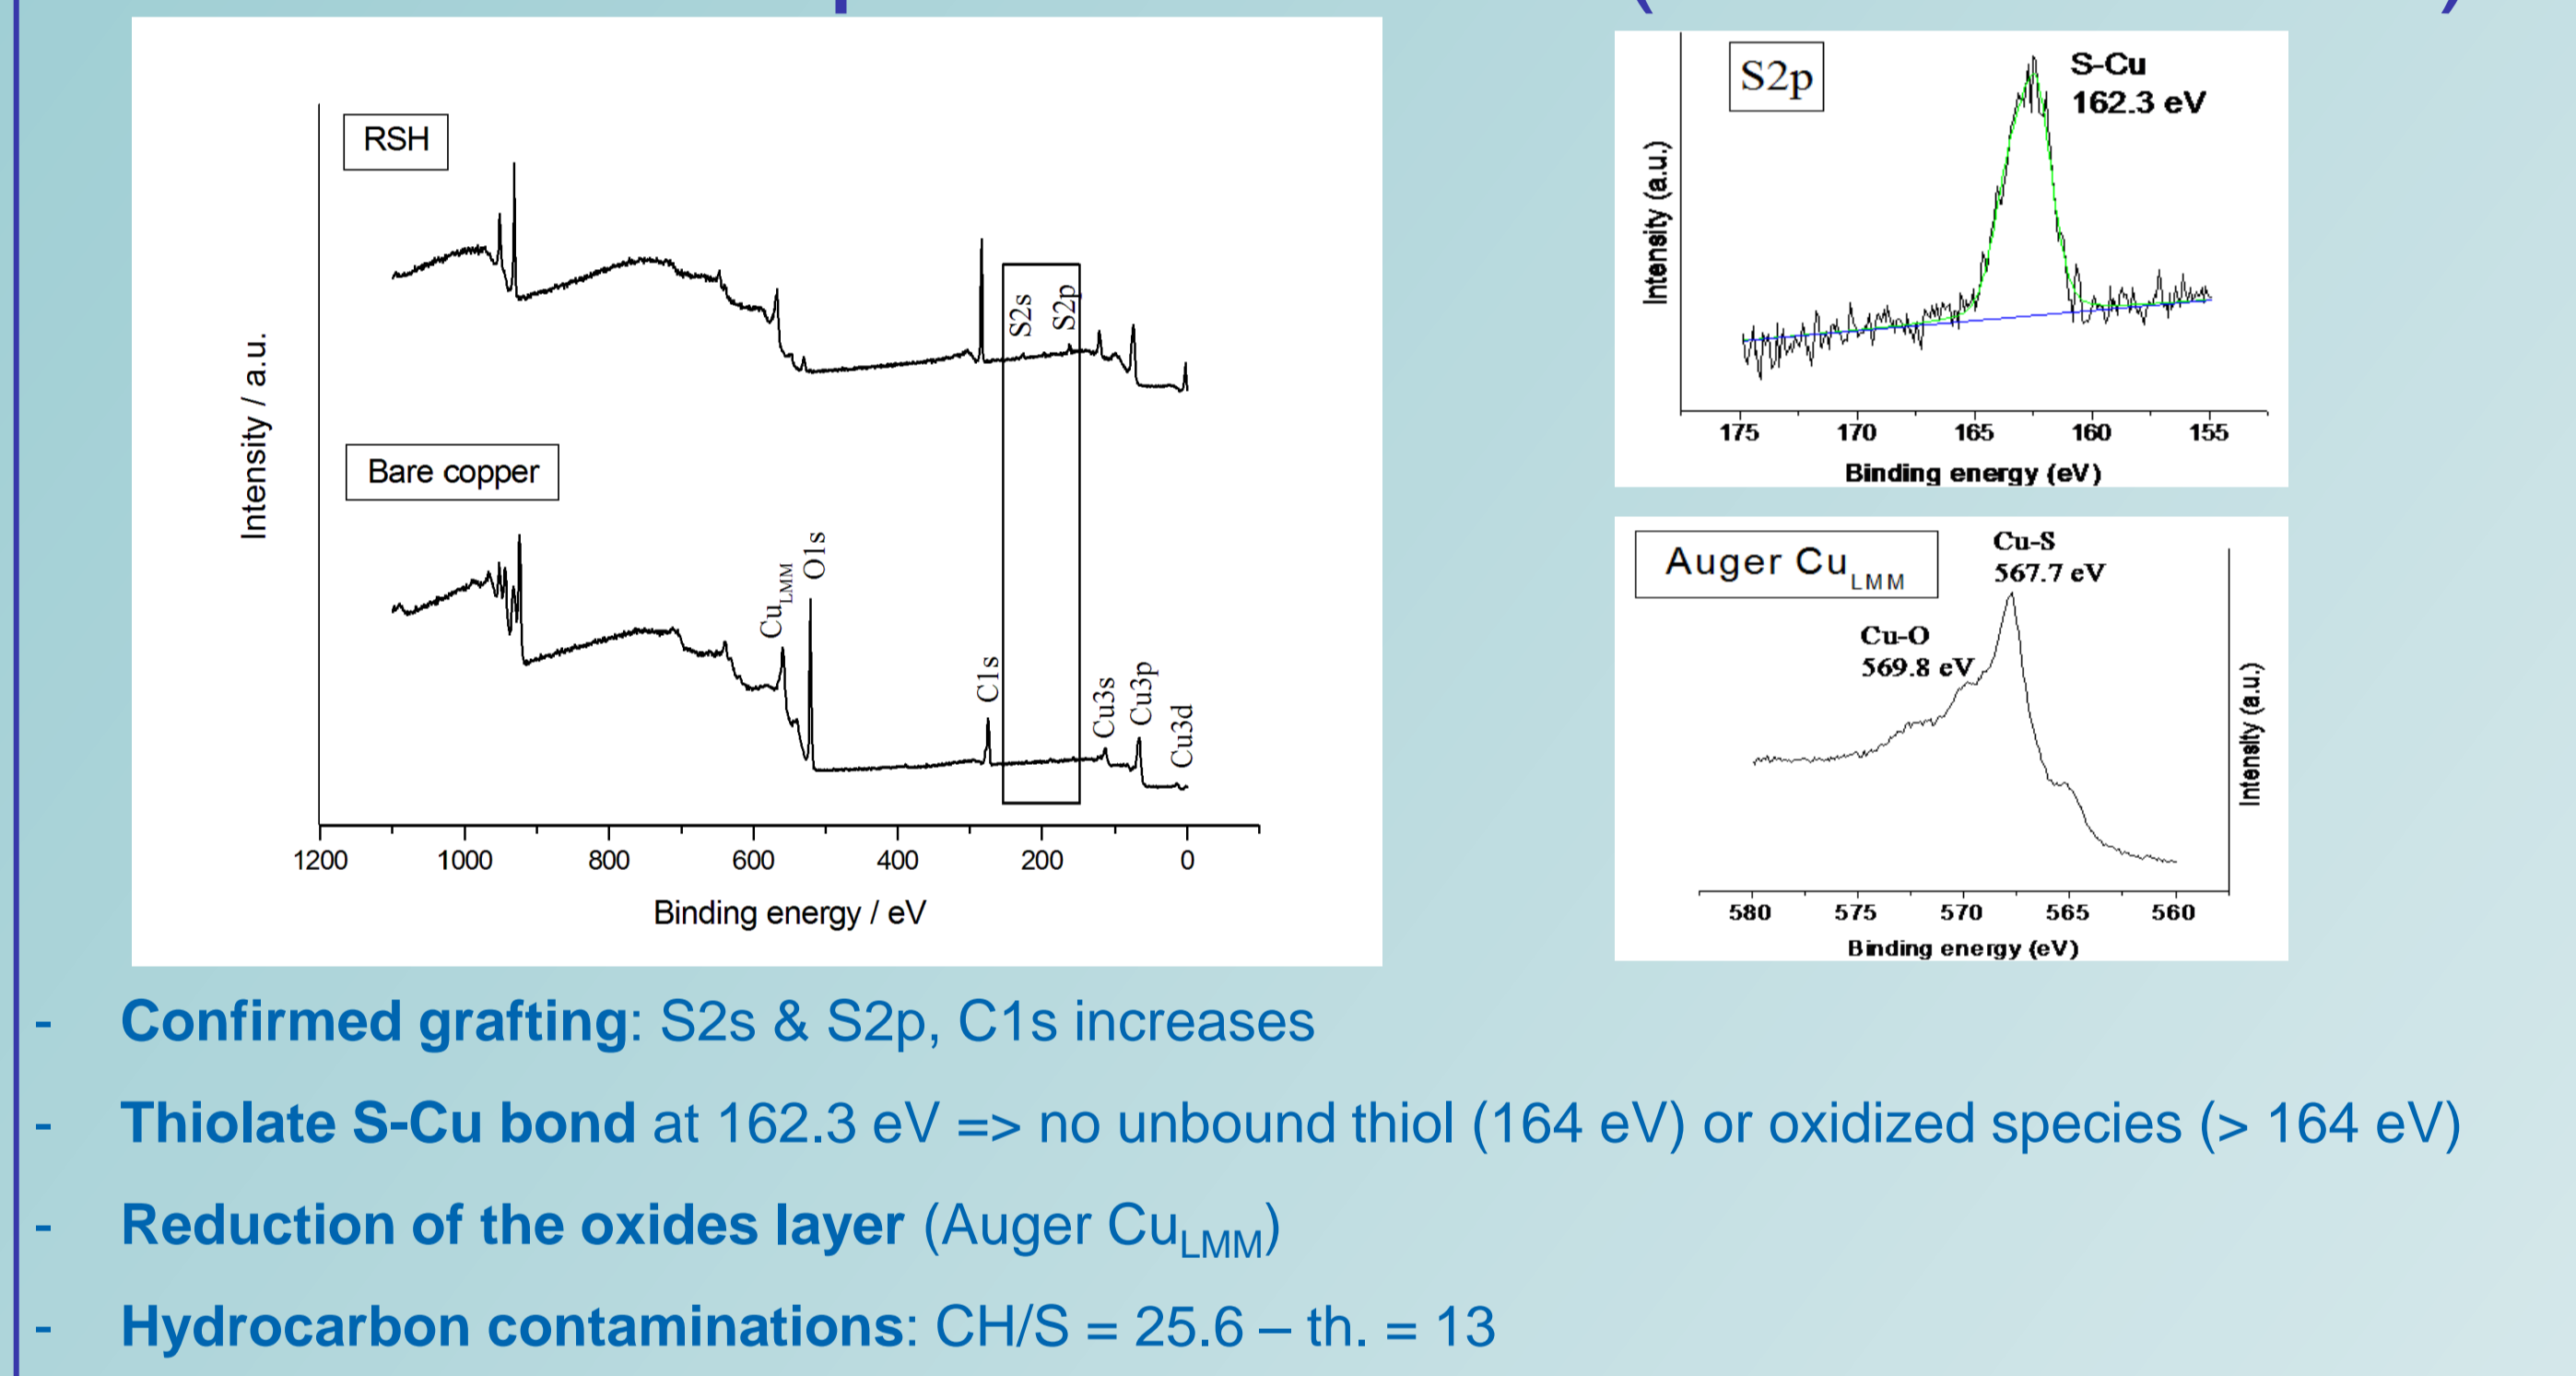 RSH
Bare copper
S2s
S2p
Cu_LMM
O1s
C1s
Cu3s
Cu3p
Cu3d
Intensity / a.u.
1200 1000 800 600 400 200 0
Binding energy / eV
S2p
S-Cu
162.3 eV
Intensity (a.u.)
175 170 165 160 155
Binding energy (eV)
Auger Cu_LMM
Cu-S
567.7 eV
Cu-O
569.8 eV
Intensity (a.u.)
580 575 570 565 560
Binding energy (eV)
- Confirmed grafting: S2s & S2p, C1s increases
- Thiolate S-Cu bond at 162.3 eV => no unbound thiol (164 eV) or oxidized species (> 164 eV)
- Reduction of the oxides layer (Auger Cu_LMM)
- Hydrocarbon contaminations: CH/S = 25.6 – th. = 13